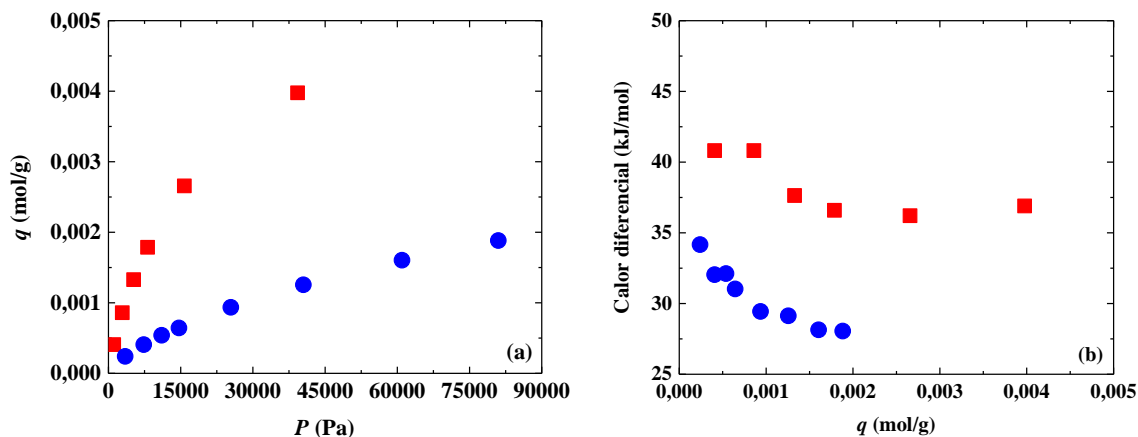 0,005
0,004
0,003
0,002
0,001
0,000
q (mol/g)
0 15000 30000 45000 60000 75000 90000
P (Pa)
(a)
50
45
40
35
30
25
Calor diferencial (kJ/mol)
0,000 0,001 0,002 0,003 0,004 0,005
q (mol/g)
(b)